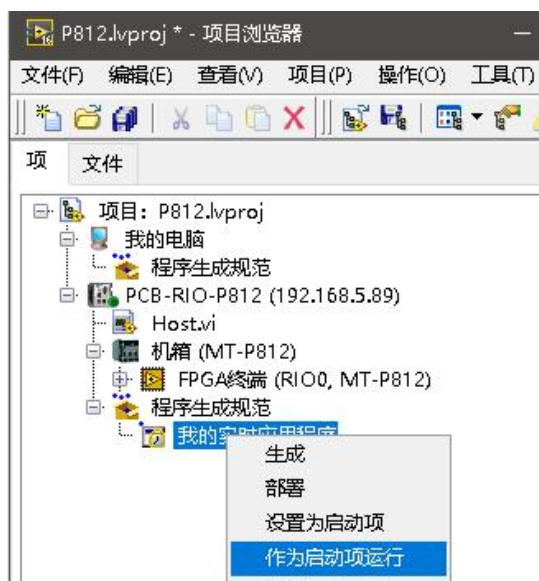 P812.lvproj * - 项目浏览器
文件(F) 编辑(E) 查看(V) 项目(P) 操作(O) 工具(T)
项 文件
项目: P812.lvproj
我的电脑
程序生成规范
PCB-RIO-P812 (192.168.5.89)
Host.vi
机箱 (MT-P812)
FPGA终端 (RIO0, MT-P812)
程序生成规范
我的实时应用程序
生成
部署
设置为启动项
作为启动项运行